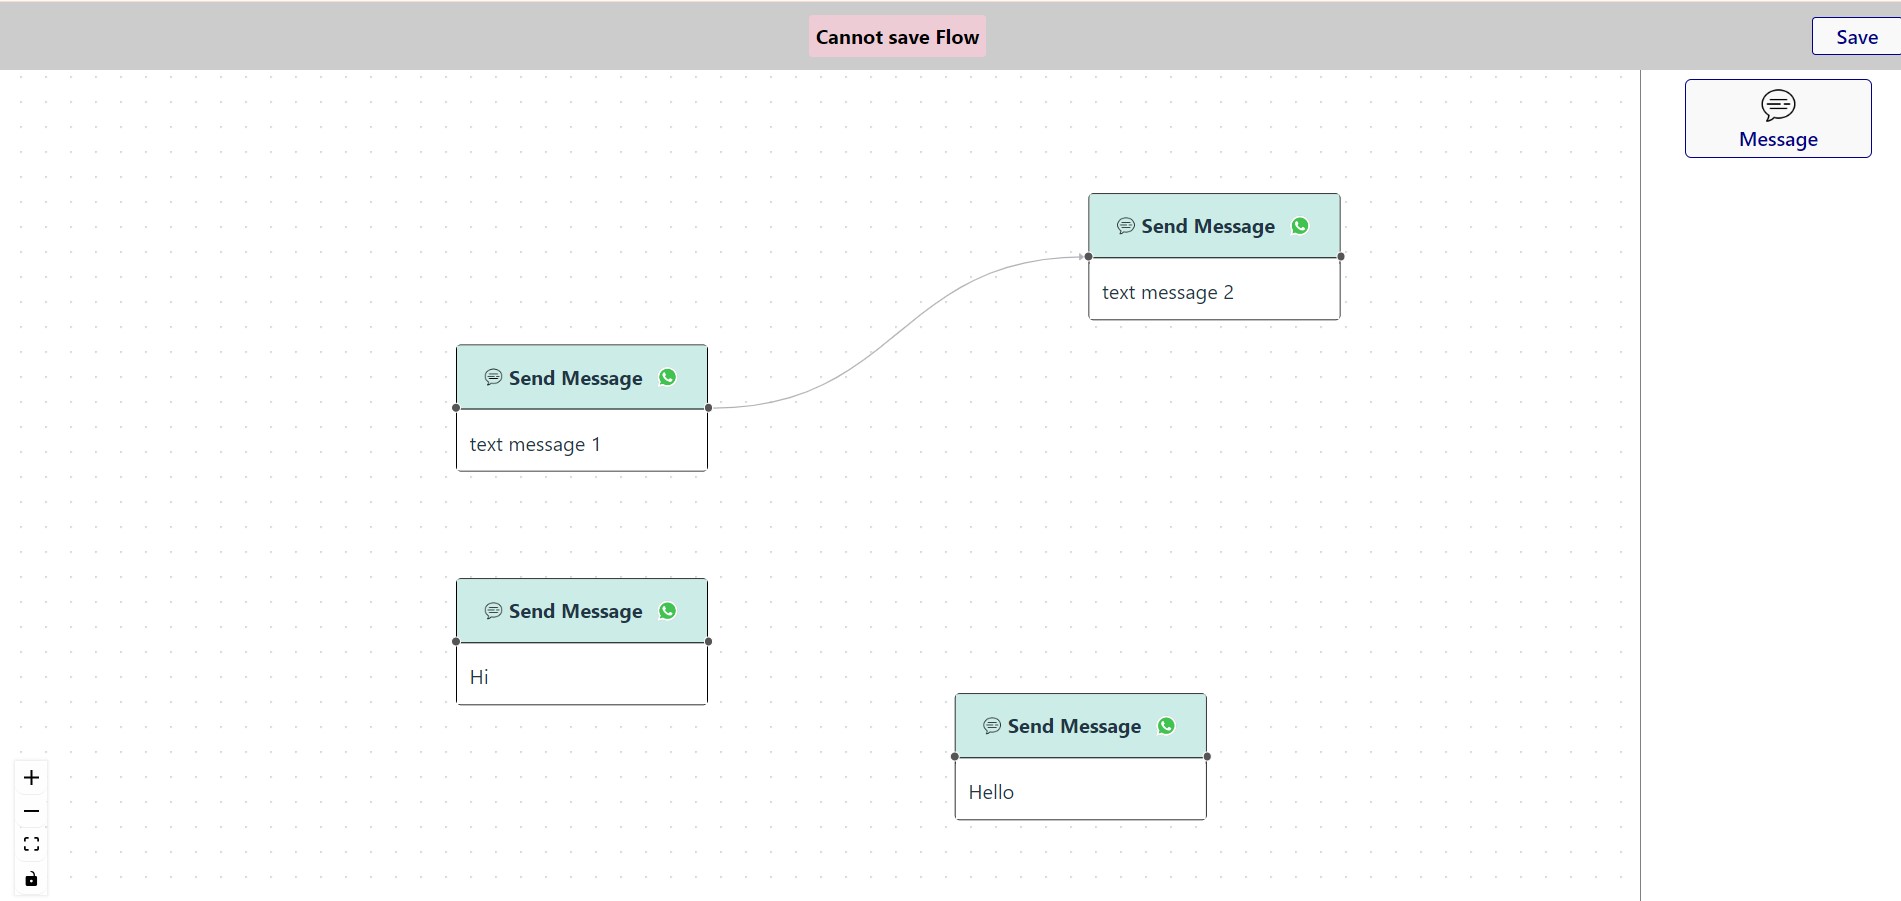 Cannot save Flow
Save
Message
Send Message
text message 2
Send Message
text message 1
Send Message
Hi
Send Message
Hello